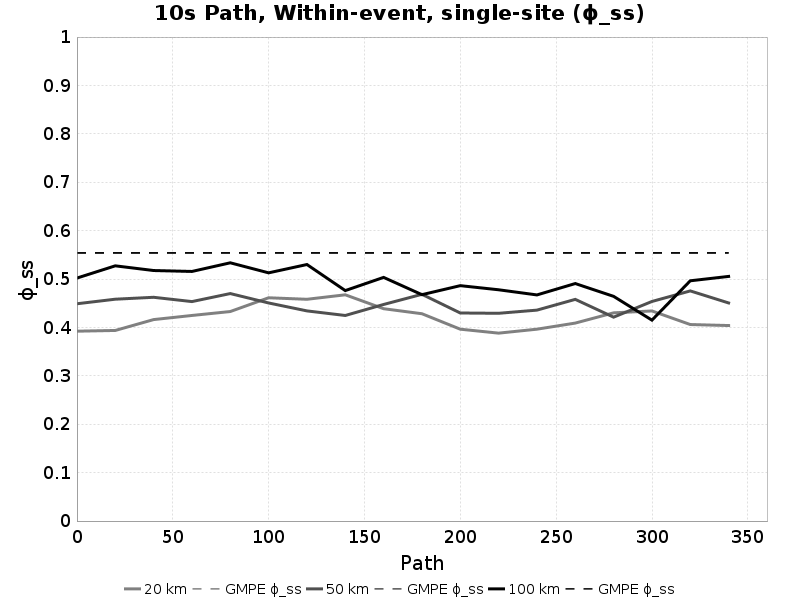 10s Path, Within-event, single-site (ϕ_ss)
1
0.9
0.8
0.7
0.6
0.5
0.4
0.3
0.2
0.1
0
ϕ_ss
0 50 100 150 200 250 300 350
Path
20 km GMPE ϕ_ss 50 km GMPE ϕ_ss 100 km GMPE ϕ_ss